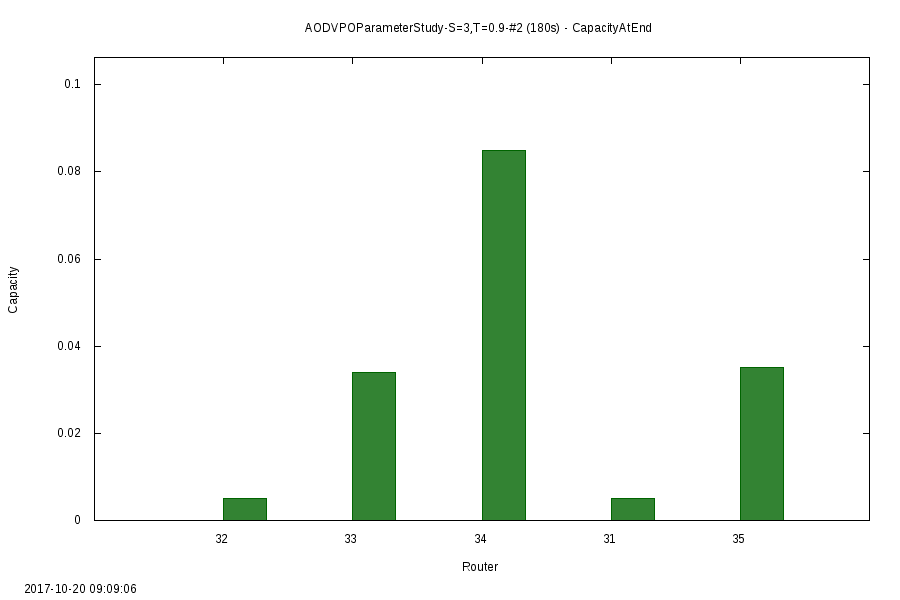 AODVPOParameterStudy-S=3,T=0.9-#2 (180s) - CapacityAtEnd
0.1
0.08
0.06
0.04
0.02
0
Capacity
32 33 34 31 35
Router
2017-10-20 09:09:06